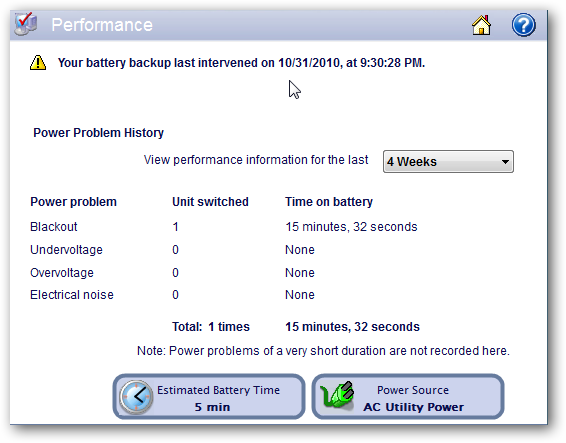 Performance
Your battery backup last intervened on 10/31/2010, at 9:30:28 PM.
Power Problem History
View performance information for the last 4 Weeks
Power problem Unit switched Time on battery
Blackout 1 15 minutes, 32 seconds
Undervoltage 0 None
Overvoltage 0 None
Electrical noise 0 None
Total: 1 times 15 minutes, 32 seconds
Note: Power problems of a very short duration are not recorded here.
Estimated Battery Time
5 min
Power Source
AC Utility Power